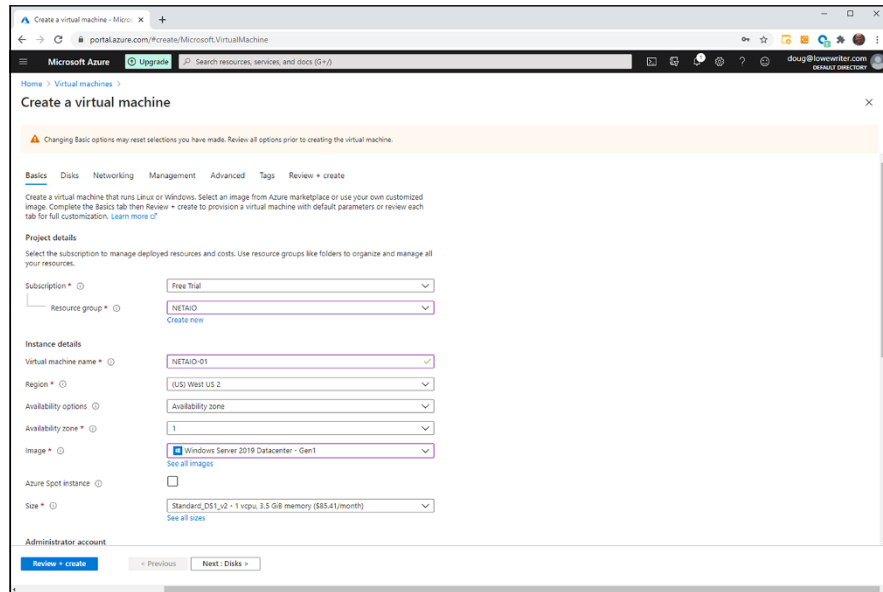 Create a virtual machine - Micro
portal.azure.com/#create/Microsoft.VirtualMachine
Microsoft Azure
Upgrade
Search resources, services, and docs (G+/)
doug@lowewriter.com
DEFAULT DIRECTORY
Home > Virtual machines >
Create a virtual machine
Changing Basic options may reset selections you have made. Review all options prior to creating the virtual machine.
Basics Disks Networking Management Advanced Tags Review + create
Create a virtual machine that runs Linux or Windows. Select an image from Azure marketplace or use your own customized
image. Complete the Basics tab then Review + create to provision a virtual machine with default parameters or review each
tab for full customization. Learn more
Project details
Select the subscription to manage deployed resources and costs. Use resource groups like folders to organize and manage all
your resources.
Subscription * Free Trial
Resource group * NETAIO
Create new
Instance details
Virtual machine name * NETAIO-01
Region * (US) West US 2
Availability options Availability zone
Availability zone * 1
Image * Windows Server 2019 Datacenter - Gen1
See all images
Azure Spot instance
Size * Standard_DS1_v2 - 1 vcpu, 3.5 GiB memory ($85.41/month)
See all sizes
Administrator account
Review + create < Previous Next : Disks >